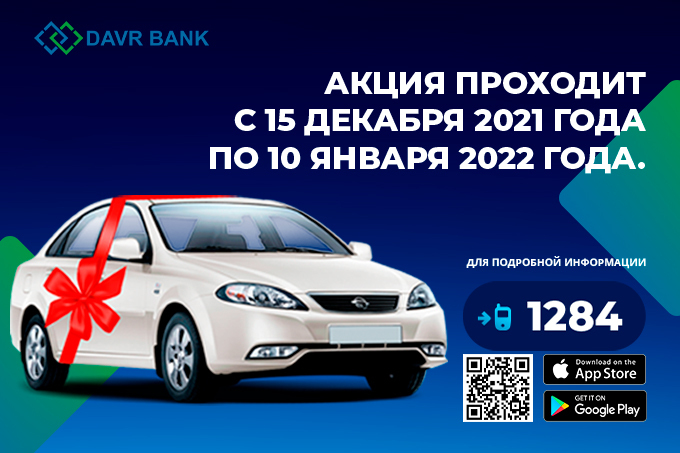 DAVR BANK
АКЦИЯ ПРОХОДИТ
С 15 ДЕКАБРЯ 2021 ГОДА
ПО 10 ЯНВАРЯ 2022 ГОДА.
ДЛЯ ПОДРОБНОЙ ИНФОРМАЦИИ
1284
Download on the
App Store
GET IT ON
Google Play